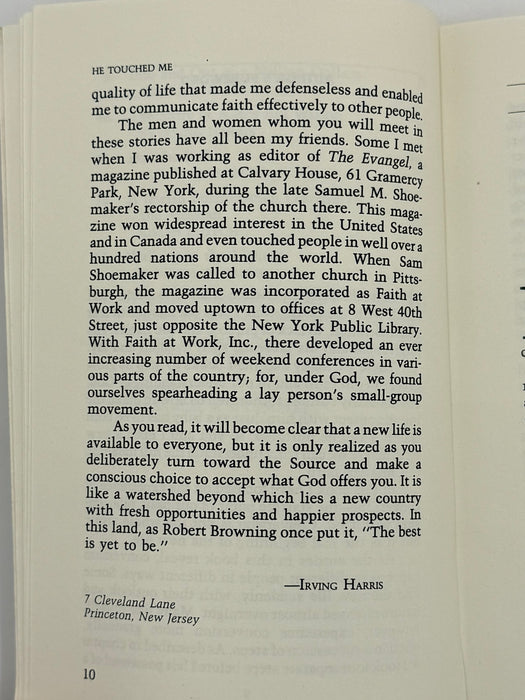 HE TOUCHED ME
quality of life that made me defenseless and enabled
me to communicate faith effectively to other people.
The men and women whom you will meet in
these stories have all been my friends. Some I met
when I was working as editor of The Evangel, a
magazine published at Calvary House, 61 Gramercy
Park, New York, during the late Samuel M. Shoe-
maker's rectorship of the church there. This maga-
zine won widespread interest in the United States
and in Canada and even touched people in well over a
hundred nations around the world. When Sam
Shoemaker was called to another church in Pitts-
burgh, the magazine was incorporated as Faith at
Work and moved uptown to offices at 8 West 40th
Street, just opposite the New York Public Library.
With Faith at Work, Inc., there developed an ever
increasing number of weekend conferences in vari-
ous parts of the country; for, under God, we found
ourselves spearheading a lay person's small-group
movement.
As you read, it will become clear that a new life is
available to everyone, but it is only realized as you
deliberately turn toward the Source and make a
conscious choice to accept what God offers you. It is
like a watershed beyond which lies a new country
with fresh opportunities and happier prospects. In
this land, as Robert Browning once put it, "The best
is yet to be."
—IRVING HARRIS
7 Cleveland Lane
Princeton, New Jersey
10